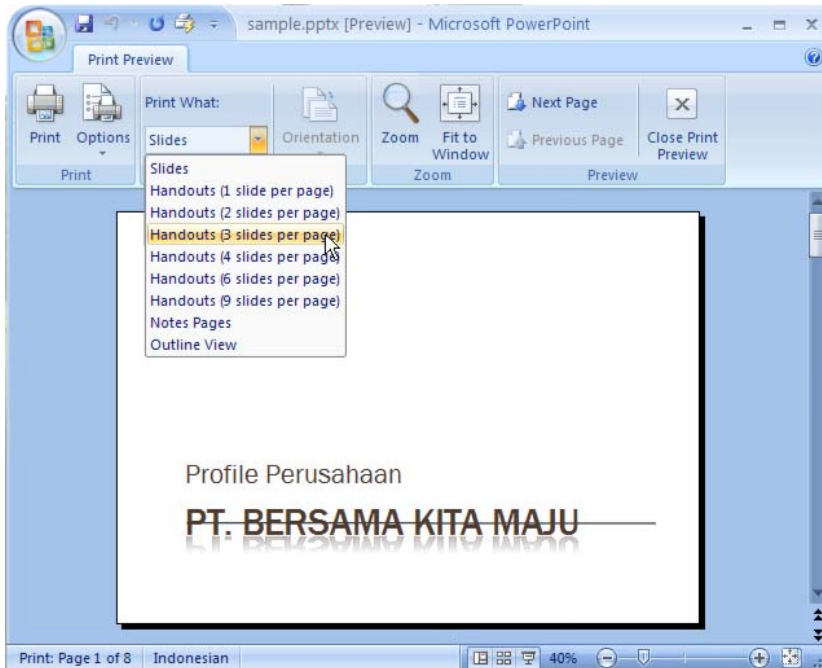 sample.pptx [Preview] - Microsoft PowerPoint
Print Preview
Print What:
Slides
Print
Options
Orientation
Zoom
Fit to
Window
Next Page
Previous Page
Close Print
Preview
Print
Zoom
Preview
Slides
Handouts (1 slide per page)
Handouts (2 slides per page)
Handouts (3 slides per page)
Handouts (4 slides per page)
Handouts (6 slides per page)
Handouts (9 slides per page)
Notes Pages
Outline View
Profile Perusahaan
PT. BERSAMA KITA MAJU
Print: Page 1 of 8
Indonesian
40%